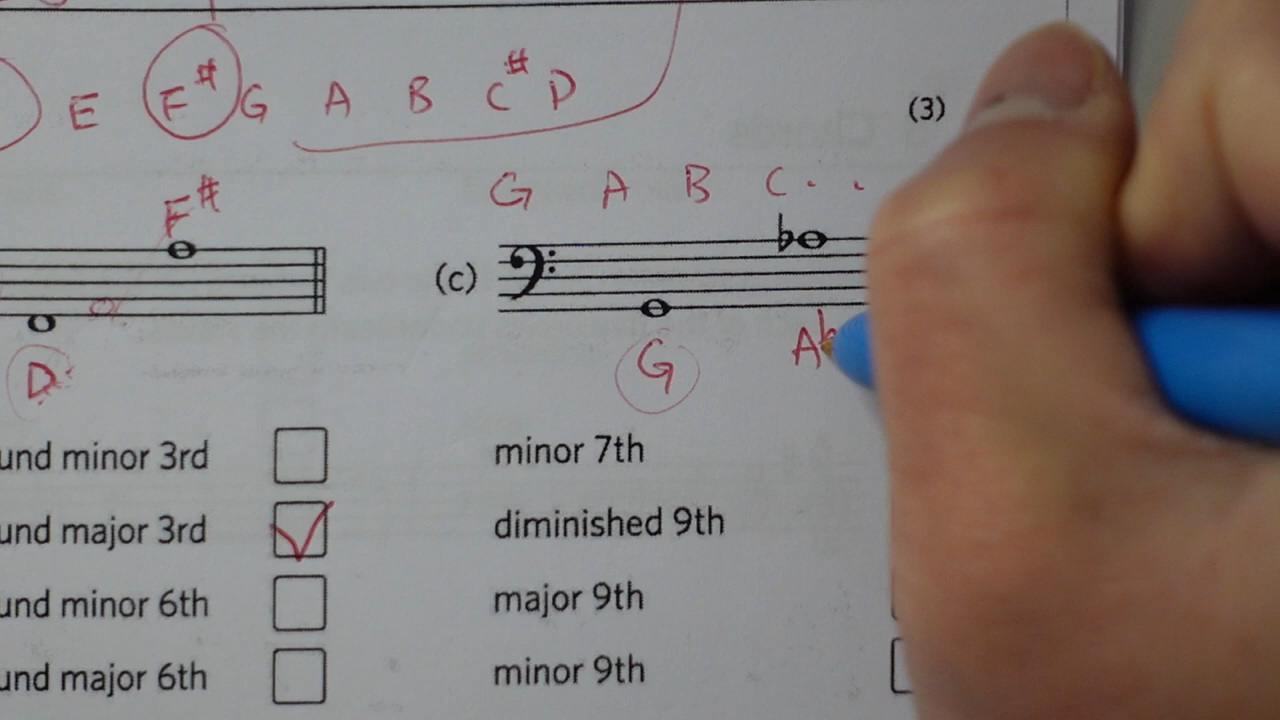 E F# G A B C# D
(3)
G A B C . .
F#
(c)
D G Ab
und minor 3rd
und major 3rd
und minor 6th
und major 6th
minor 7th
diminished 9th
major 9th
minor 9th